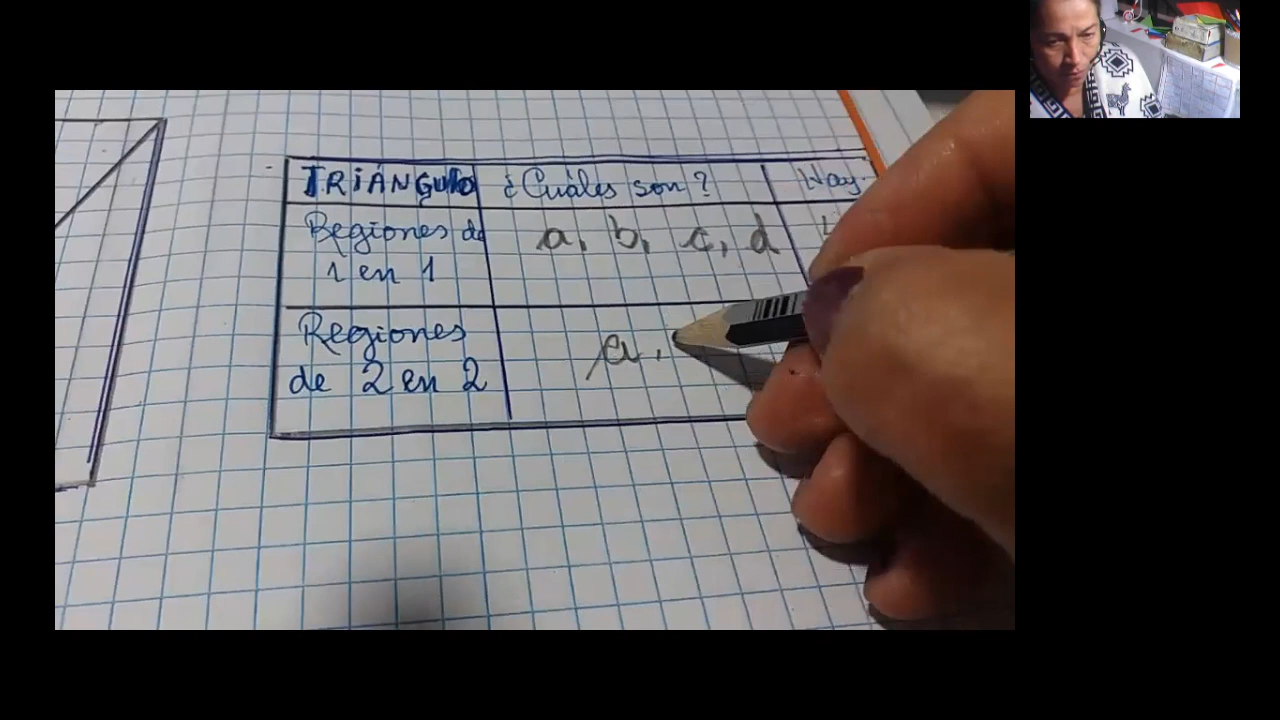 TRIÁNGULO ¿Cuáles son? Hay
Regiones de a, b, c, d
1 en 1
Regiones a,
de 2 en 2